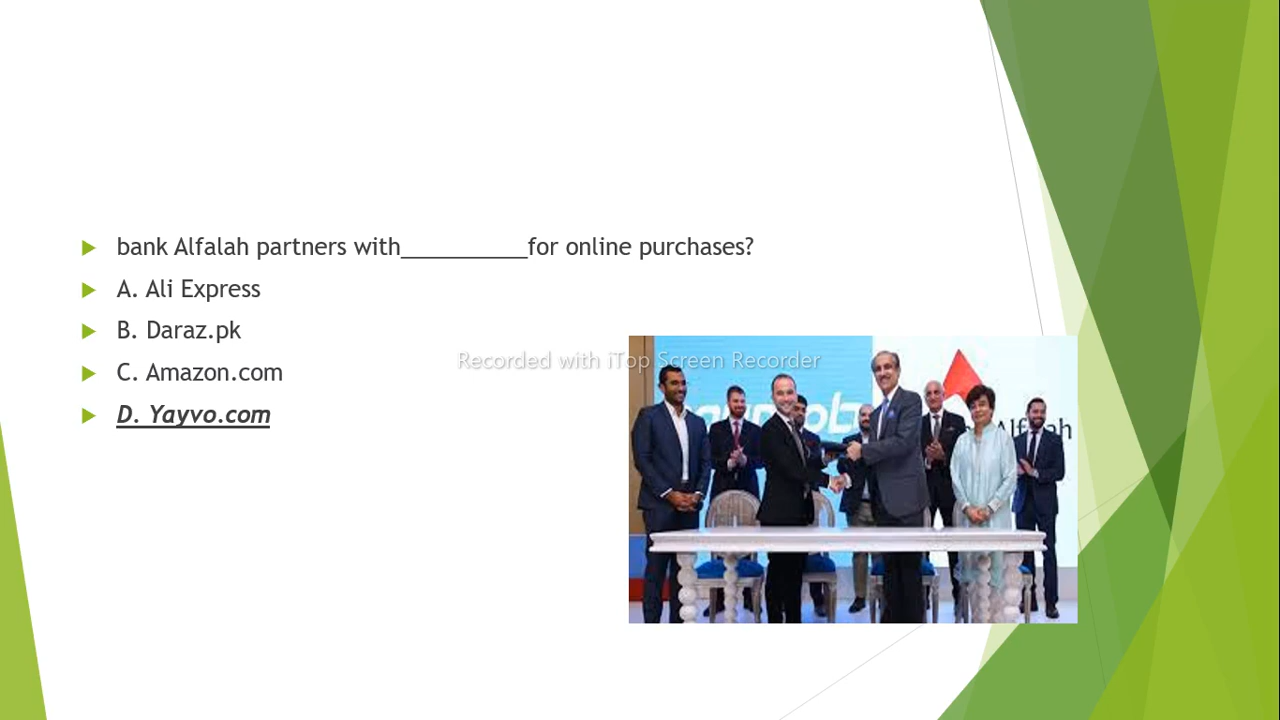 bank Alfalah partners with__________for online purchases?
A. Ali Express
B. Daraz.pk
C. Amazon.com
D. Yayvo.com
Recorded with iTop Screen Recorder
Alfalah